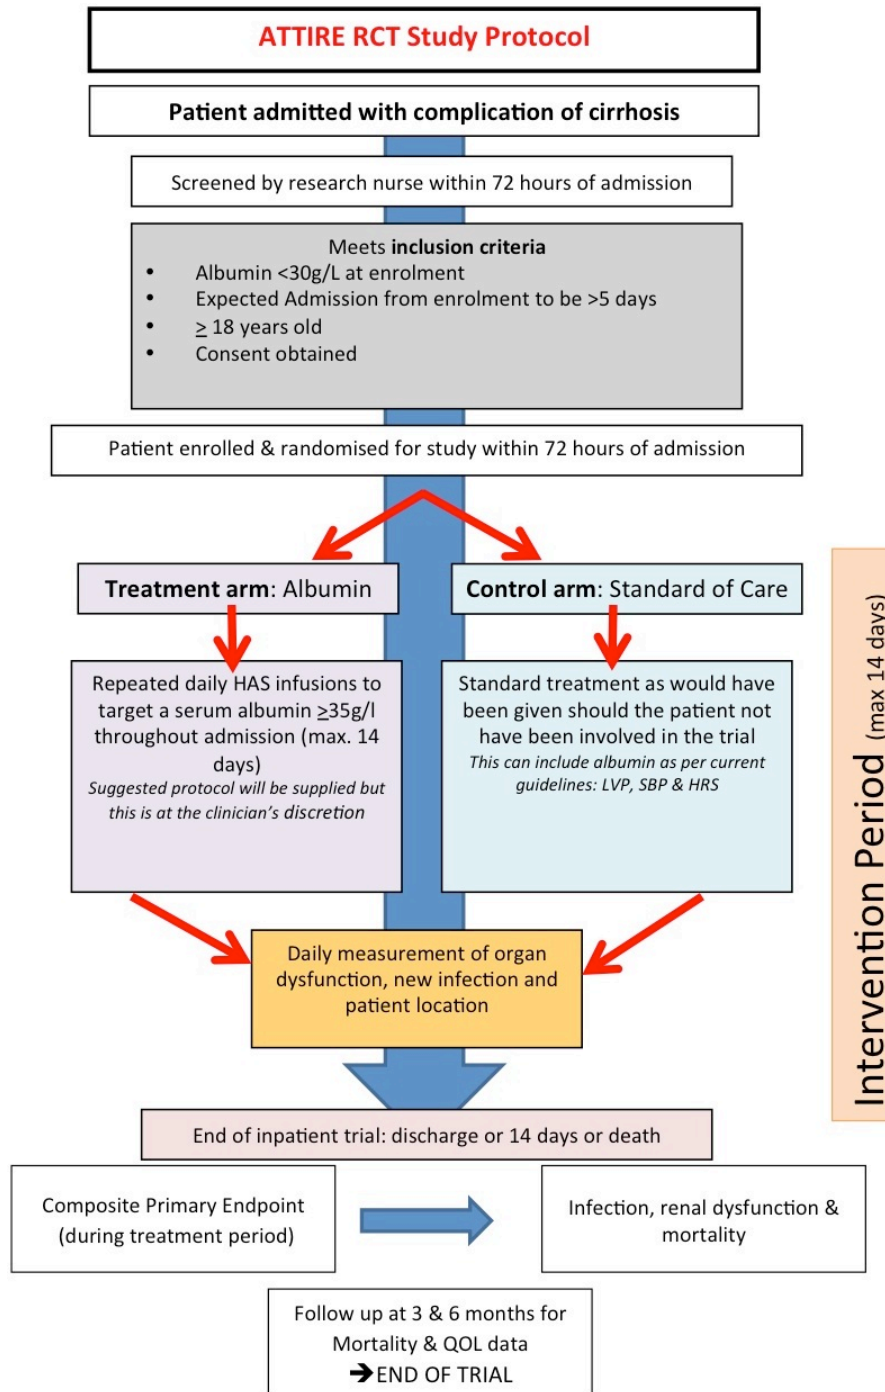 ATTIRE RCT Study Protocol
Patient admitted with complication of cirrhosis
Screened by research nurse within 72 hours of admission
Meets inclusion criteria
• Albumin <30g/L at enrolment
• Expected Admission from enrolment to be >5 days
• ≥ 18 years old
• Consent obtained
Patient enrolled & randomised for study within 72 hours of admission
Treatment arm: Albumin
Repeated daily HAS infusions to
target a serum albumin ≥35g/l
throughout admission (max. 14
days)
Suggested protocol will be supplied but
this is at the clinician's discretion
Control arm: Standard of Care
Standard treatment as would have
been given should the patient not
have been involved in the trial
This can include albumin as per current
guidelines: LVP, SBP & HRS
Intervention Period (max 14 days)
Daily measurement of organ
dysfunction, new infection and
patient location
End of inpatient trial: discharge or 14 days or death
Composite Primary Endpoint
(during treatment period)
Infection, renal dysfunction &
mortality
Follow up at 3 & 6 months for
Mortality & QOL data
➔END OF TRIAL